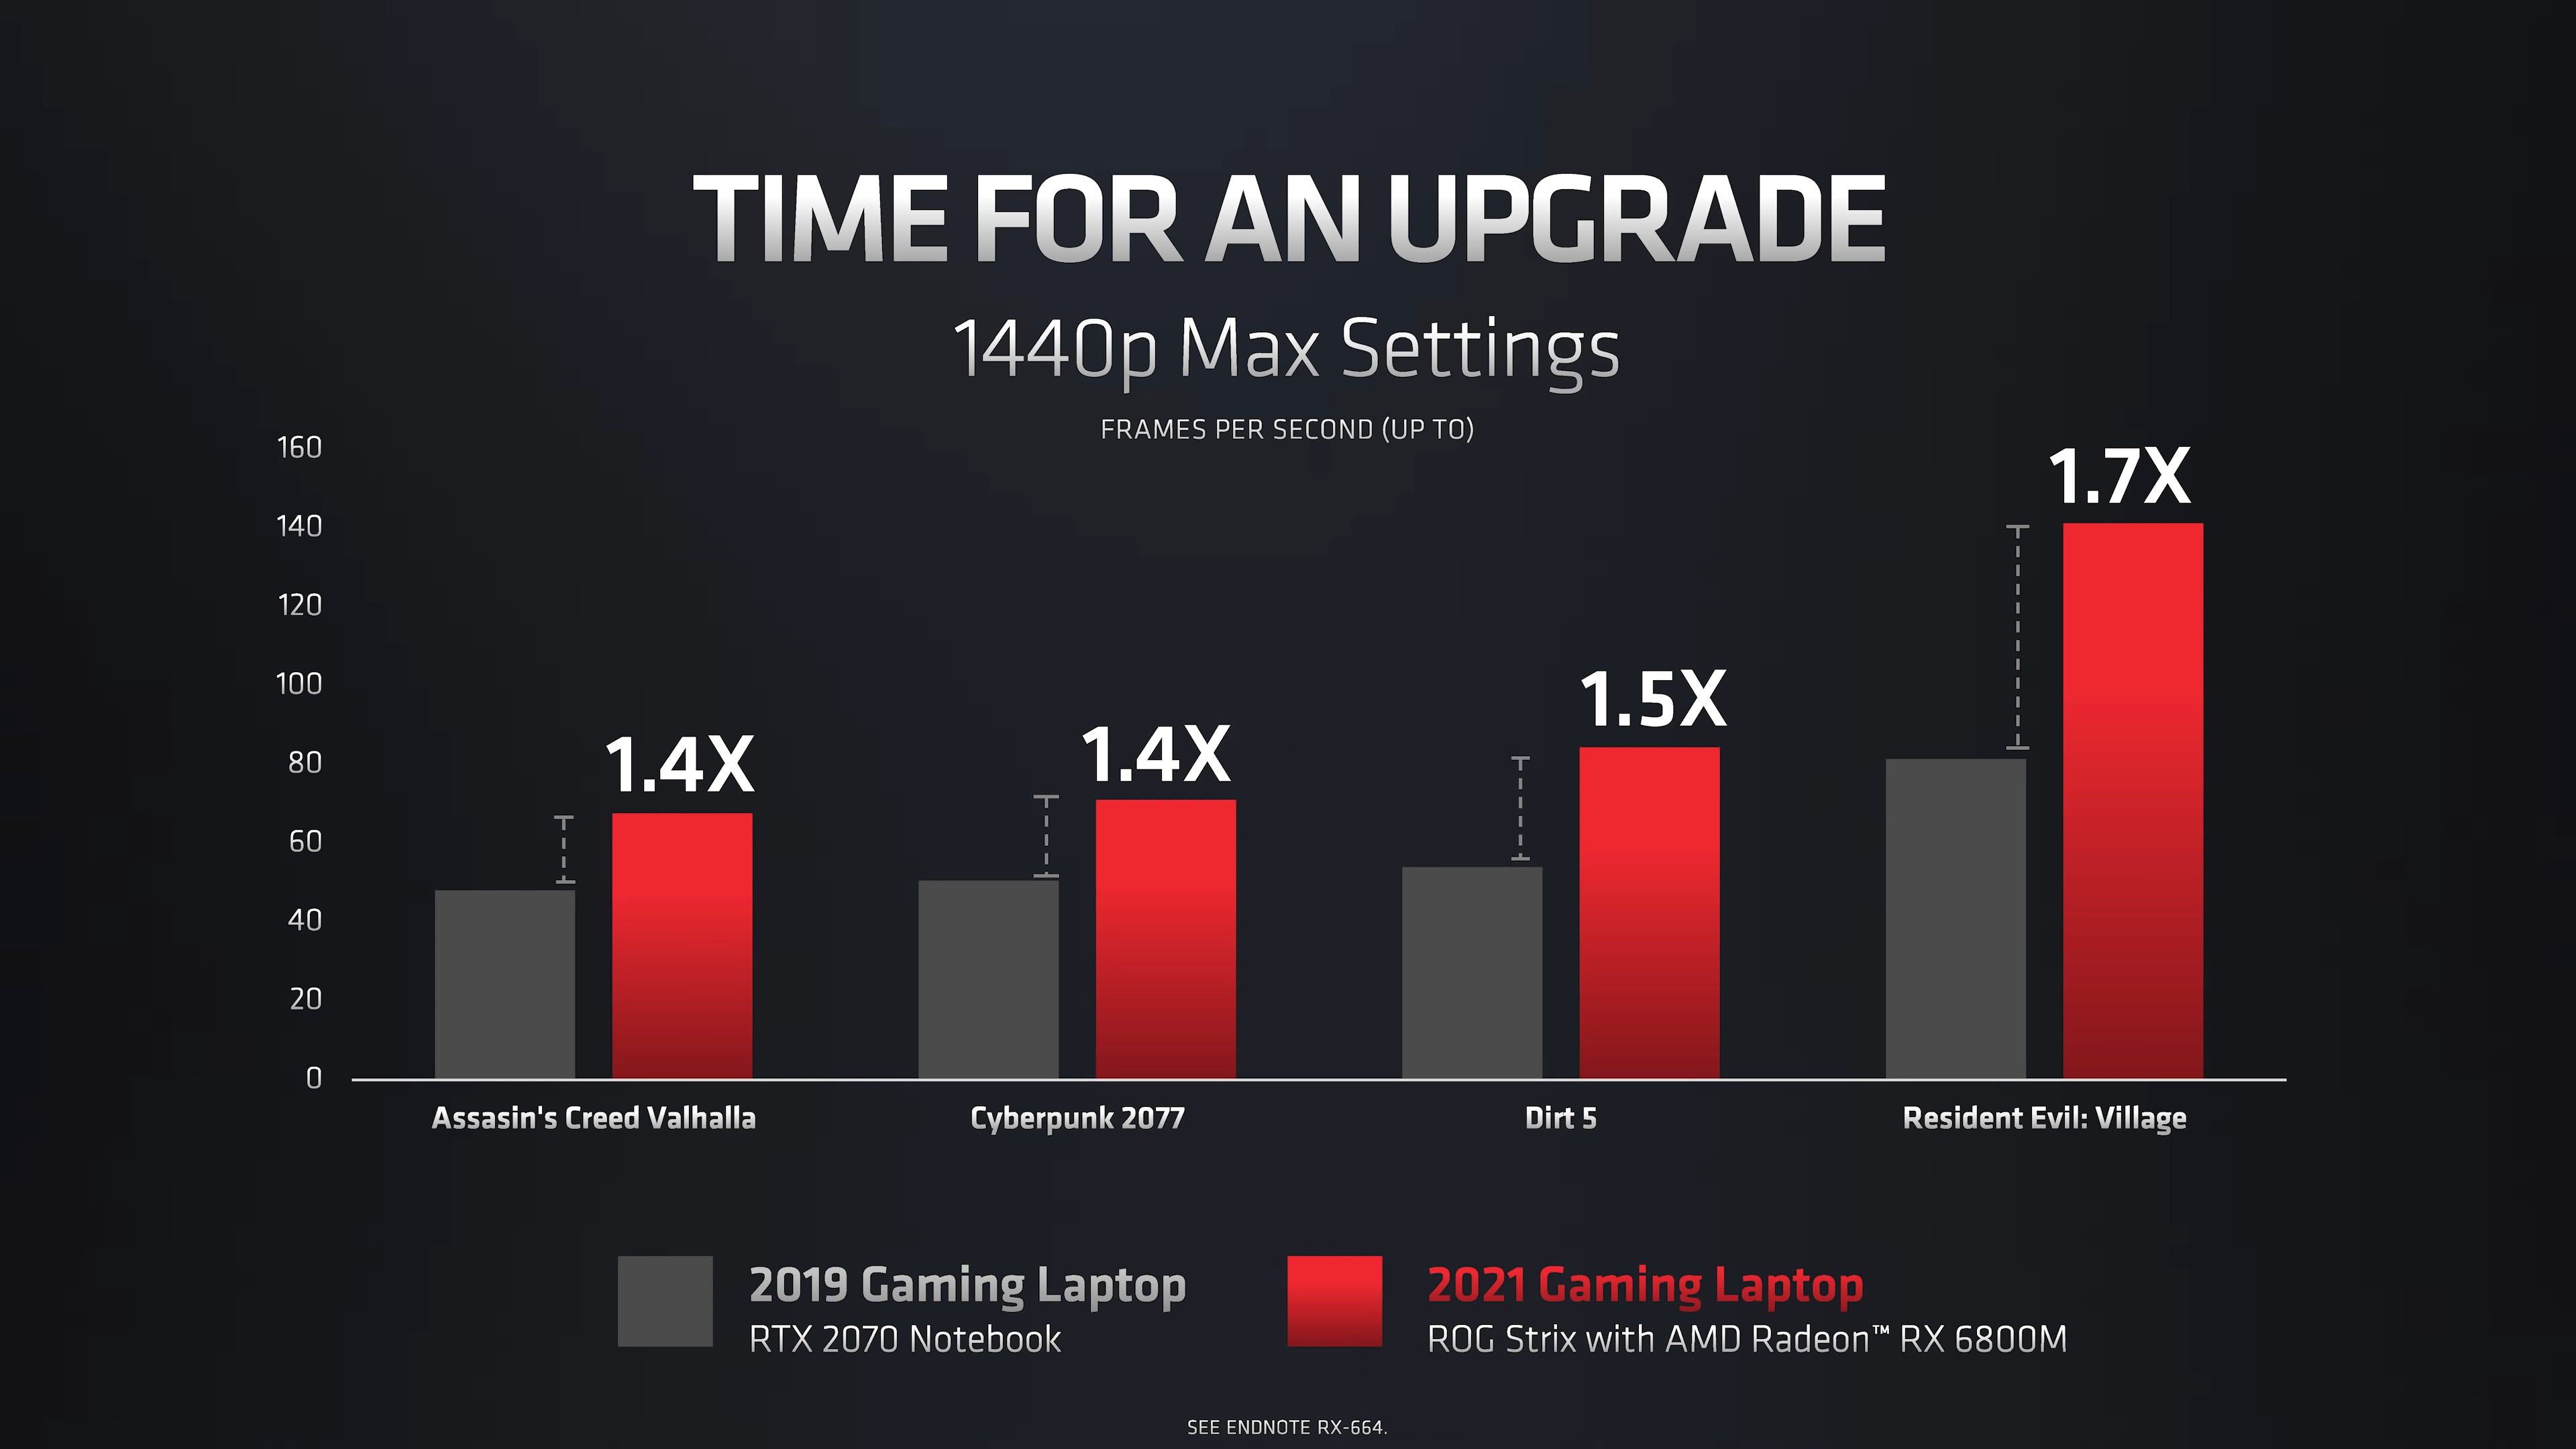 TIME FOR AN UPGRADE
1440p Max Settings
FRAMES PER SECOND (UP TO)
160
140
120
100
80
60
40
20
0
1.4X
1.4X
1.5X
1.7X
Assasin's Creed Valhalla
Cyberpunk 2077
Dirt 5
Resident Evil: Village
2019 Gaming Laptop
RTX 2070 Notebook
2021 Gaming Laptop
ROG Strix with AMD Radeon™ RX 6800M
SEE ENDNOTE RX-664.